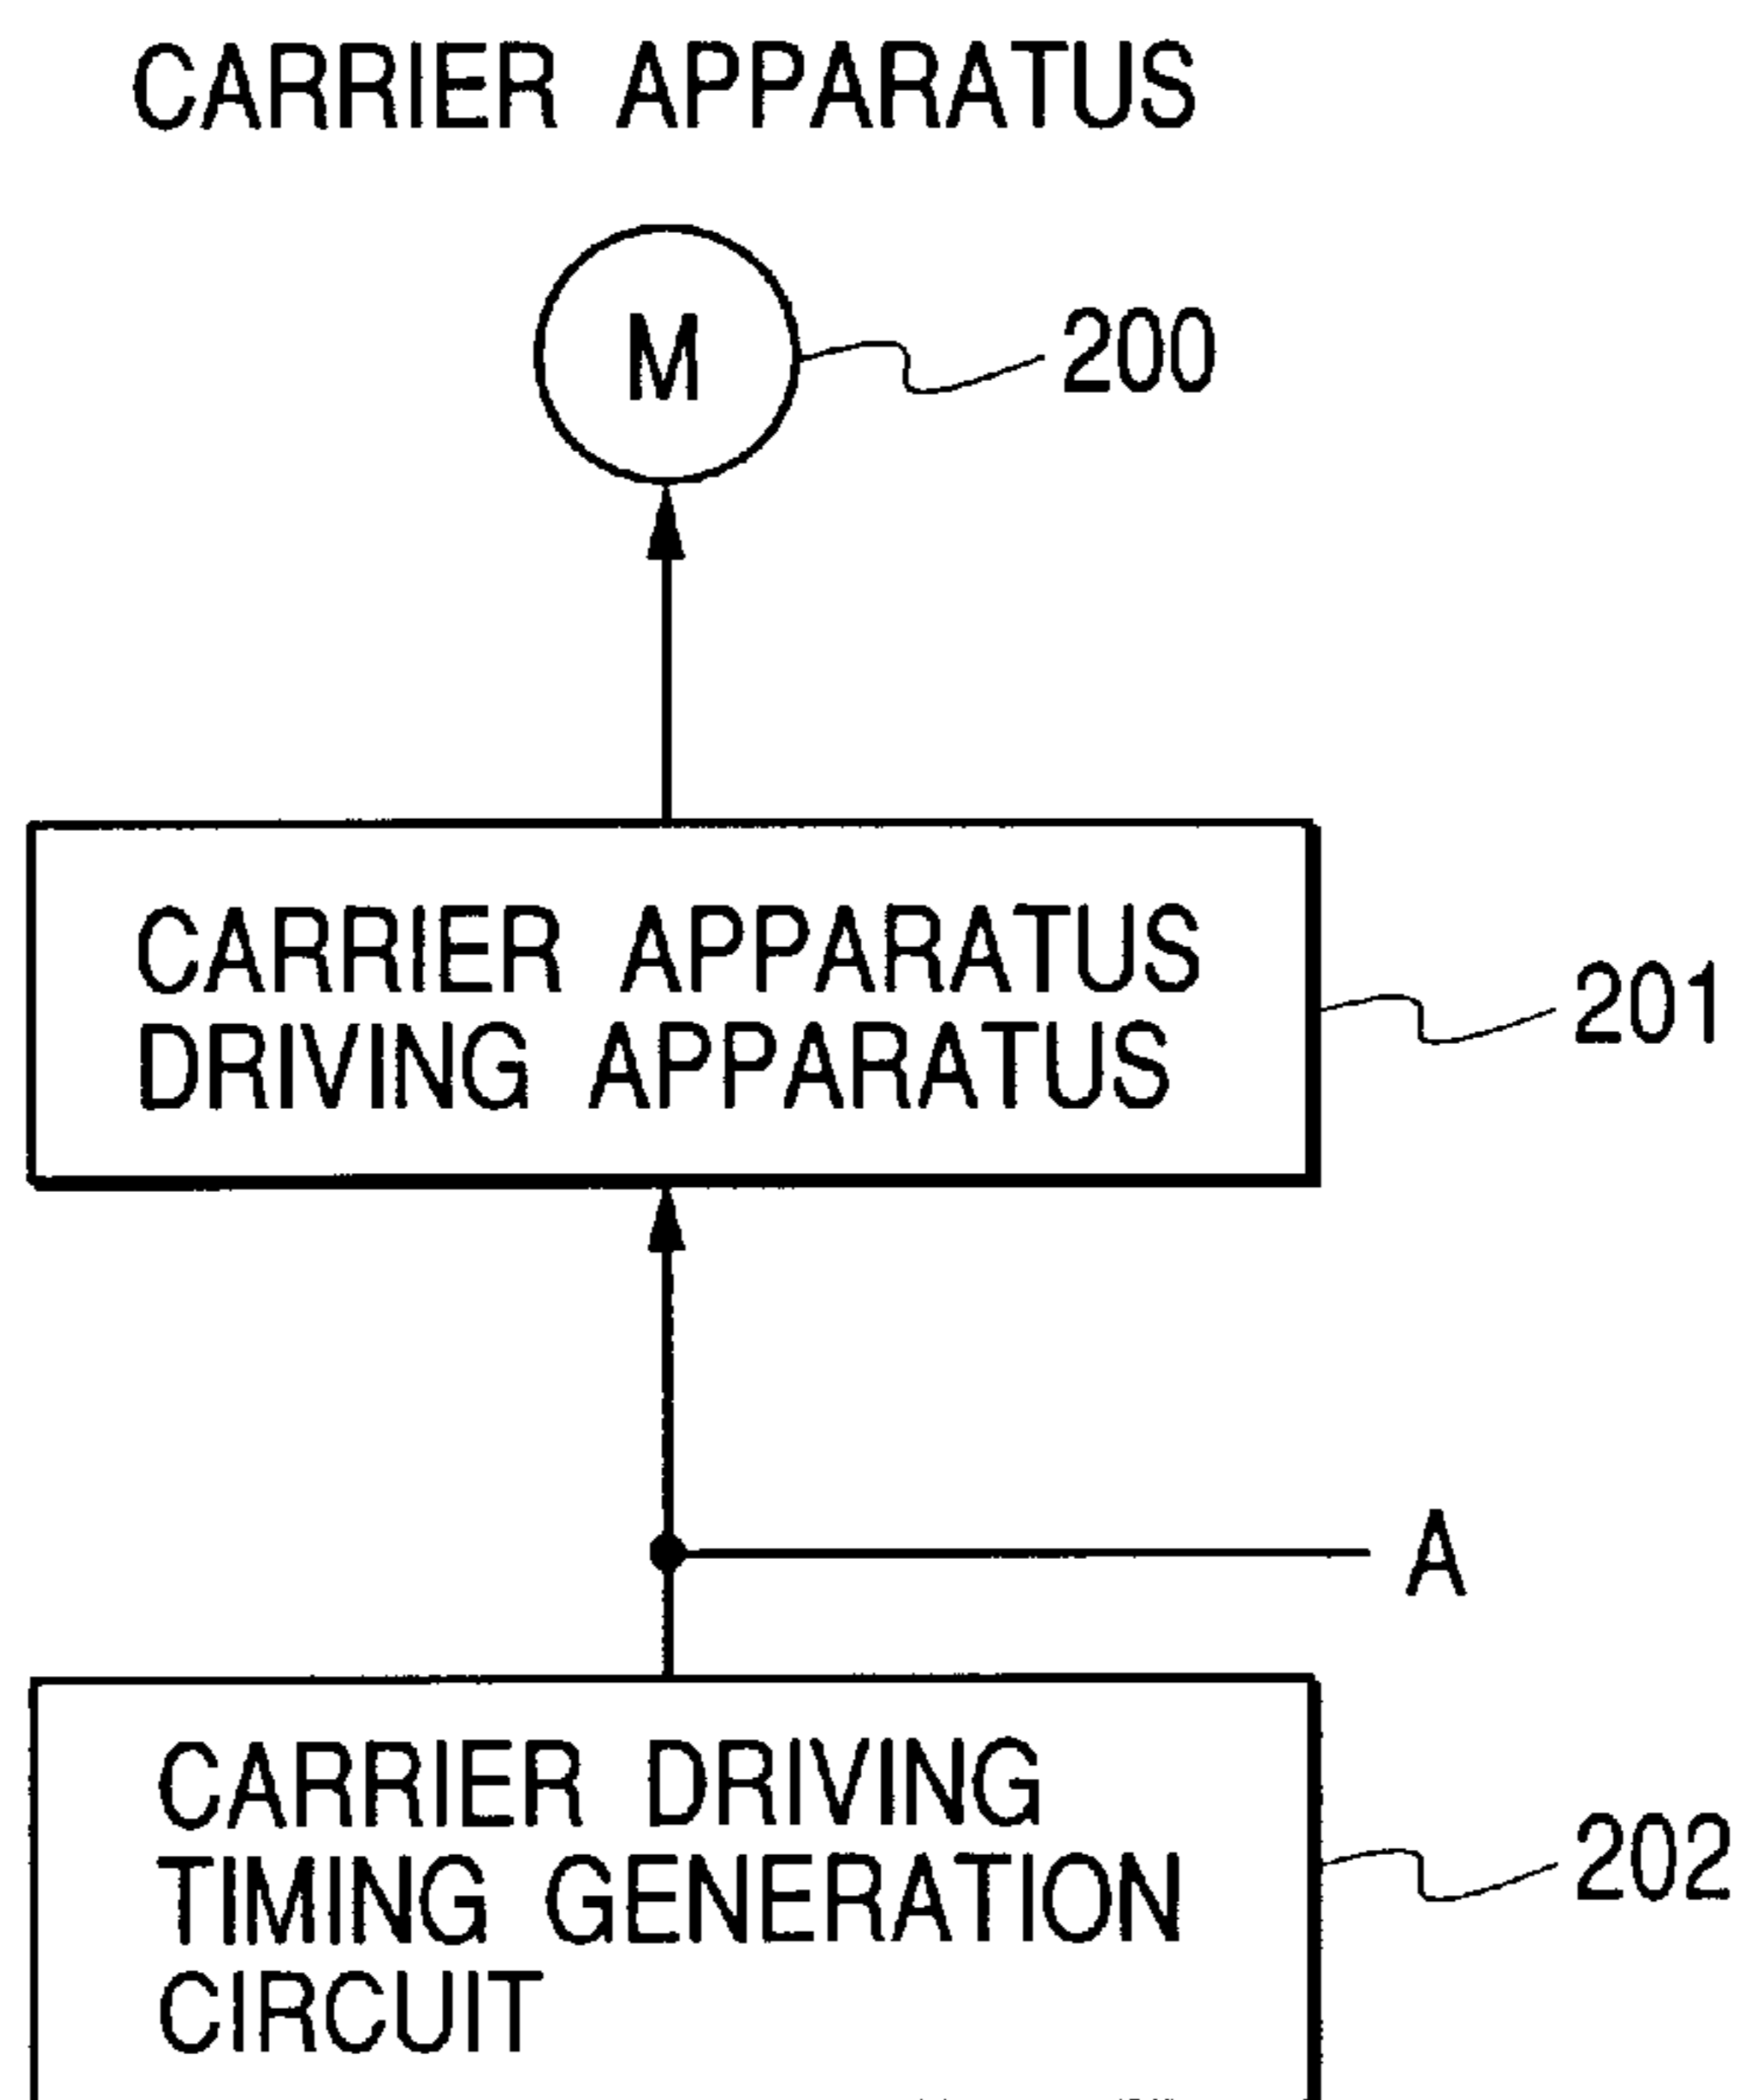 CARRIER APPARATUS
M
200
CARRIER APPARATUS
DRIVING APPARATUS
201
A
CARRIER DRIVING
TIMING GENERATION
CIRCUIT
202